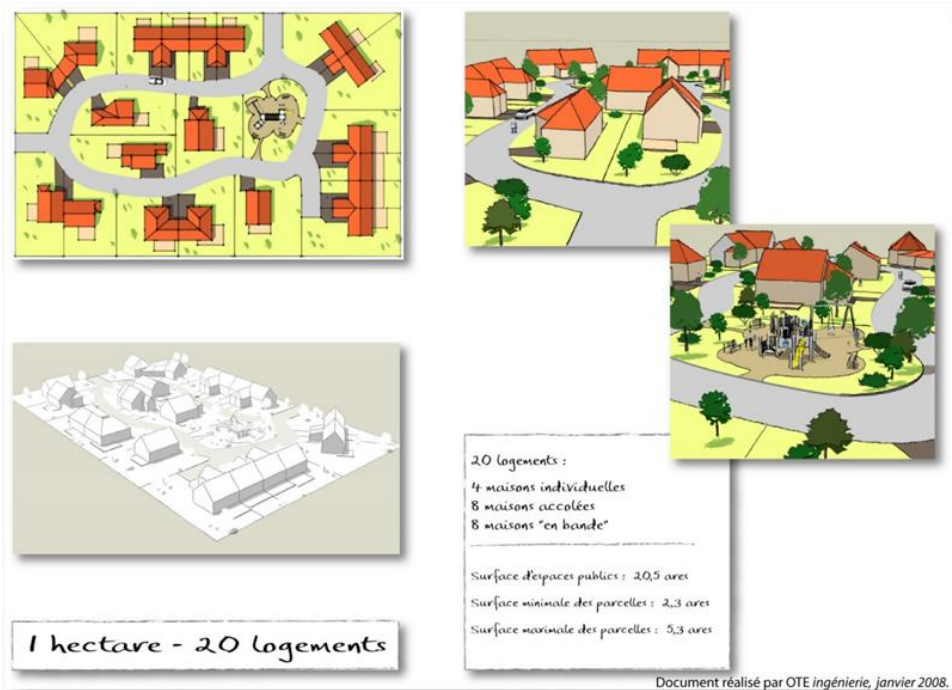 20 logements :
4 maisons individuelles
8 maisons accolées
8 maisons "en bande"
Surface d'espaces publics : 20,5 ares
Surface minimale des parcelles : 2,3 ares
Surface maximale des parcelles : 5,3 ares
1 hectare - 20 logements
Document réalisé par OTE ingénierie, janvier 2008.